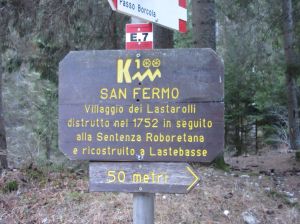 Passo Borcola
E.7
SAN FERMO
Villaggio dei Lastarolli
distrutto nel 1752 in seguito
alla Sentenza Roboretana
e ricostruito a Lastebasse
50 metri